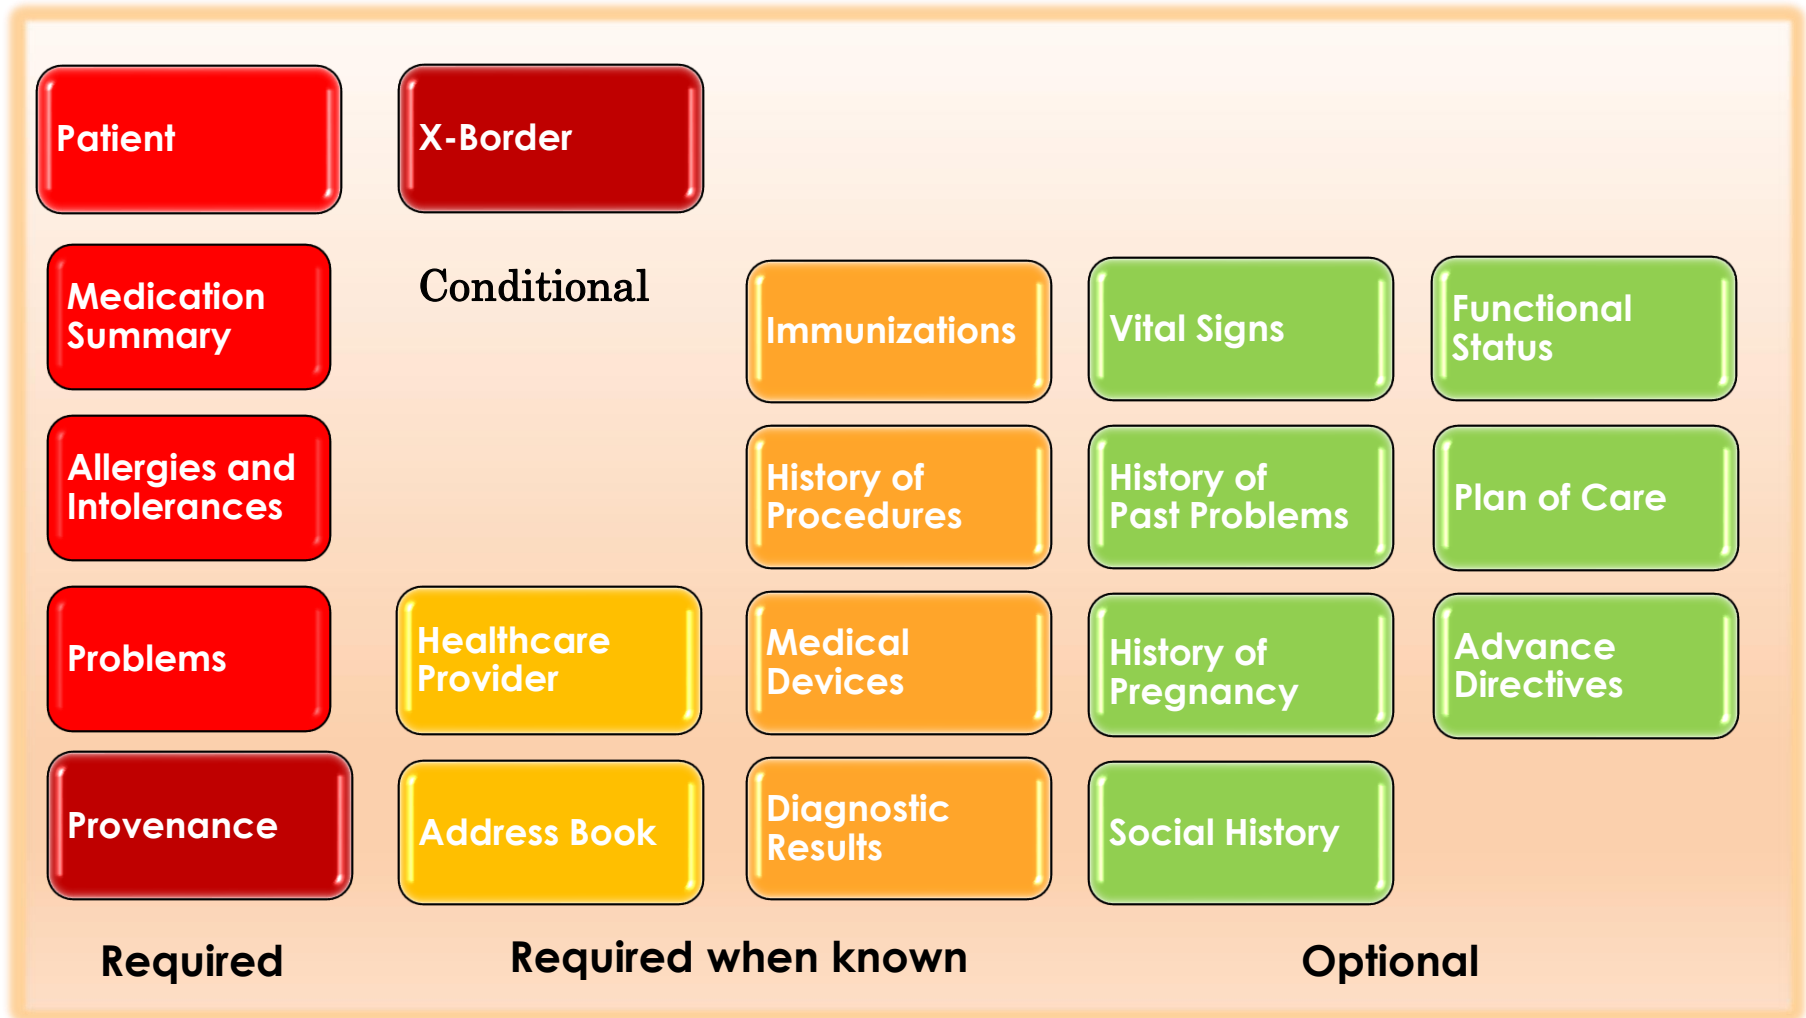 Patient
X-Border
Medication
Summary
Conditional
Immunizations
Vital Signs
Functional
Status
Allergies and
Intolerances
History of
Procedures
History of
Past Problems
Plan of Care
Problems
Healthcare
Provider
Medical
Devices
History of
Pregnancy
Advance
Directives
Provenance
Address Book
Diagnostic
Results
Social History
Required
Required when known
Optional